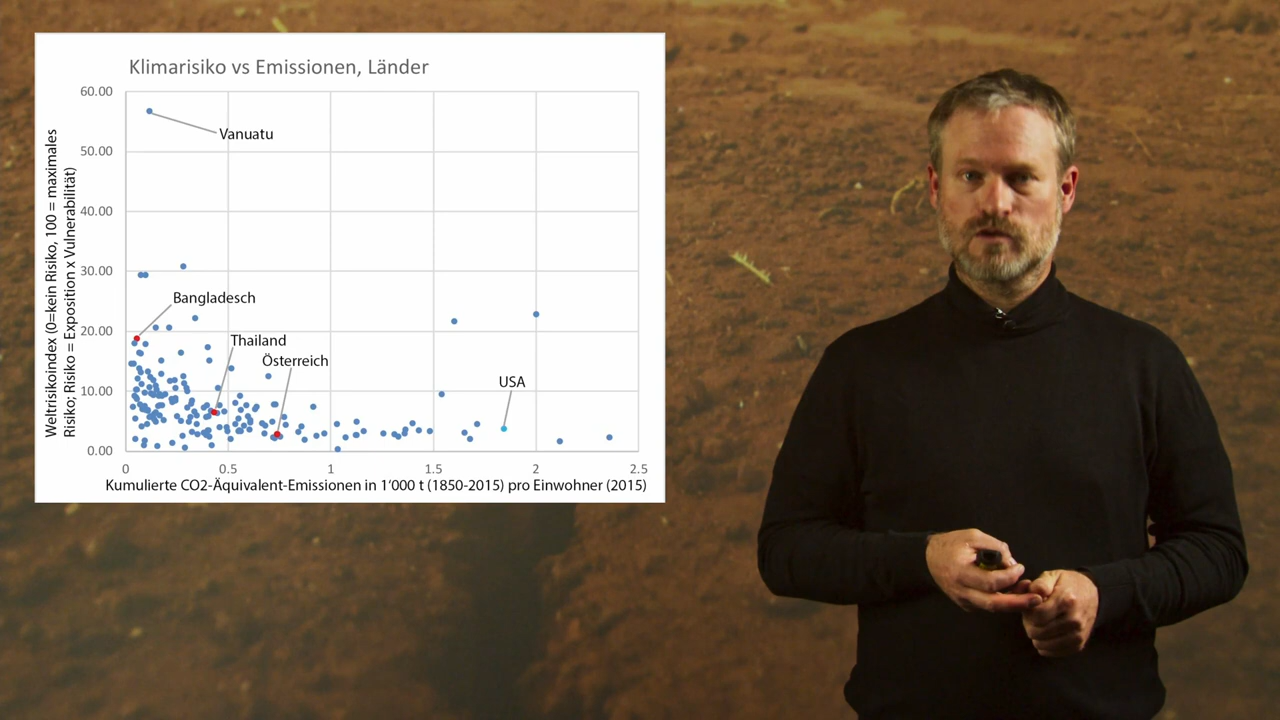 Klimarisiko vs Emissionen, Länder
60.00
50.00
40.00
30.00
20.00
10.00
0.00
Weltrisikoindex (0=kein Risiko, 100 = maximales
Risiko; Risiko = Exposition x Vulnerabilität)
Vanuatu
Bangladesch
Thailand
Österreich
USA
0 0.5 1 1.5 2 2.5
Kumulierte CO2-Äquivalent-Emissionen in 1'000 t (1850-2015) pro Einwohner (2015)